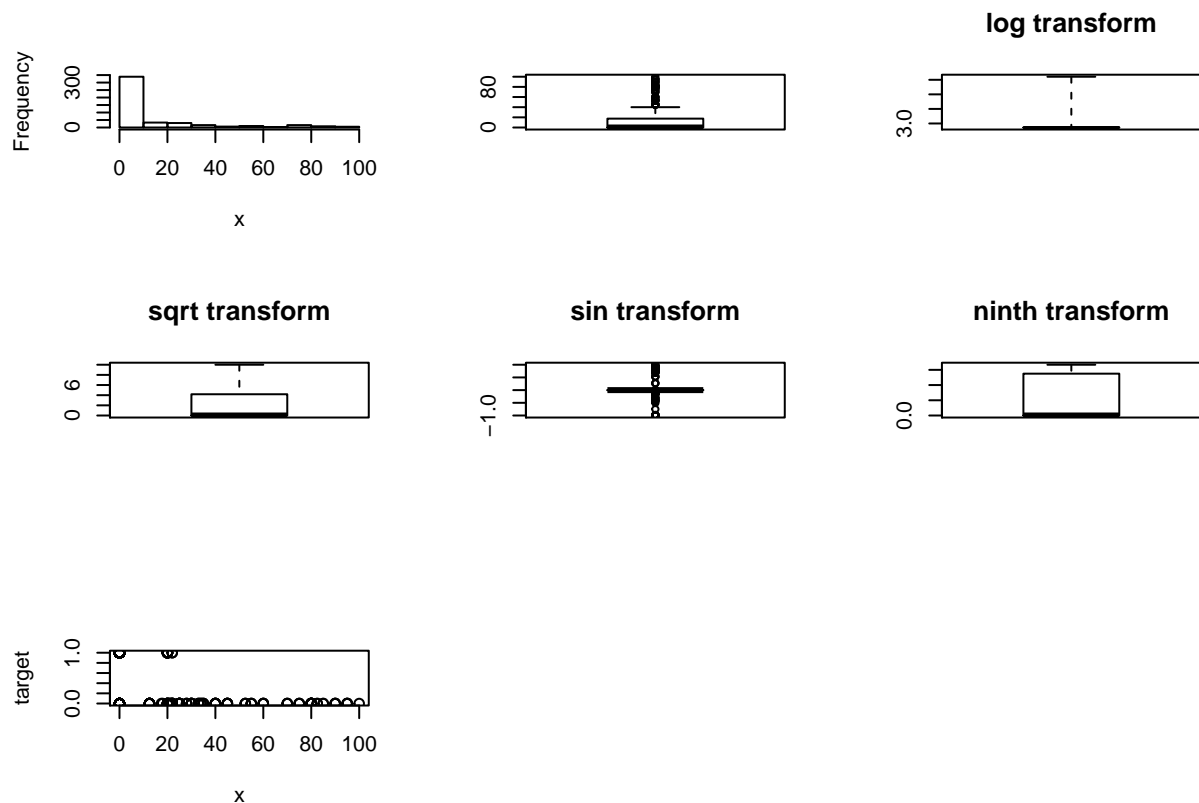 log transform
Frequency
300
0
0 20 40 60 80 100
x
80
0
3.0
sqrt transform
sin transform
ninth transform
6
0
−1.0
0.0
target
1.0
0.0
0 20 40 60 80 100
x